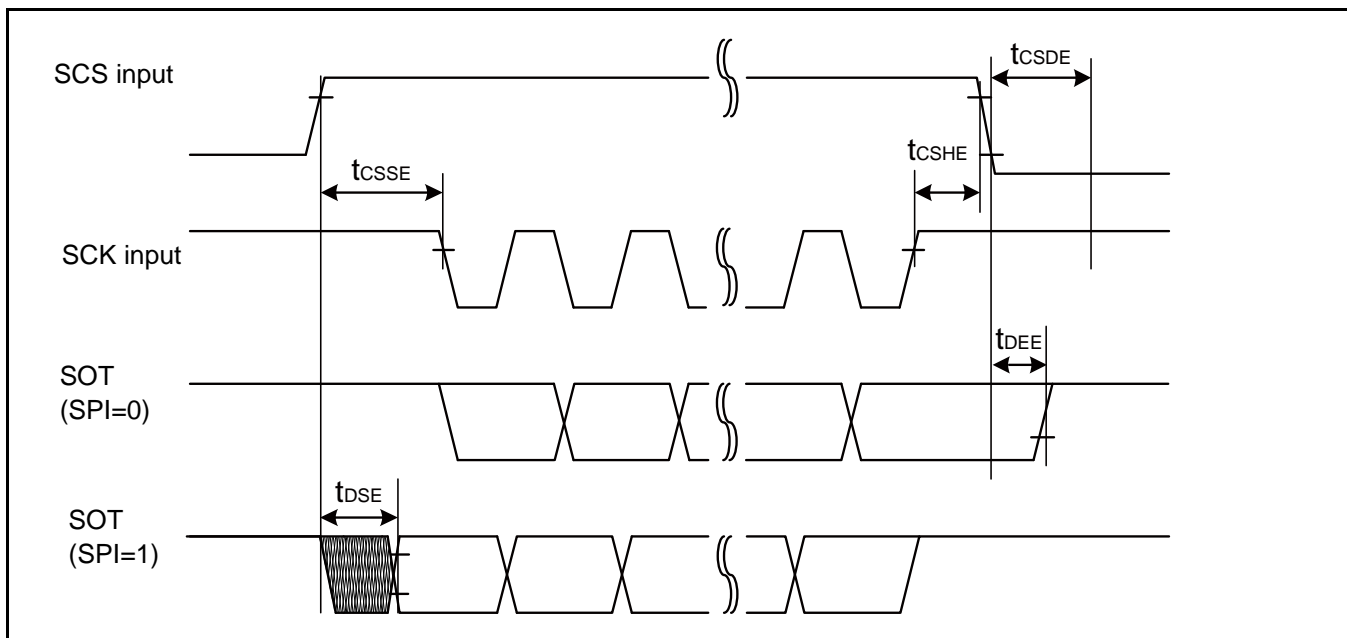 SCS input
tCSDE
tCSHE
tCSSE
SCK input
tDEE
SOT
(SPI=0)
tDSE
SOT
(SPI=1)